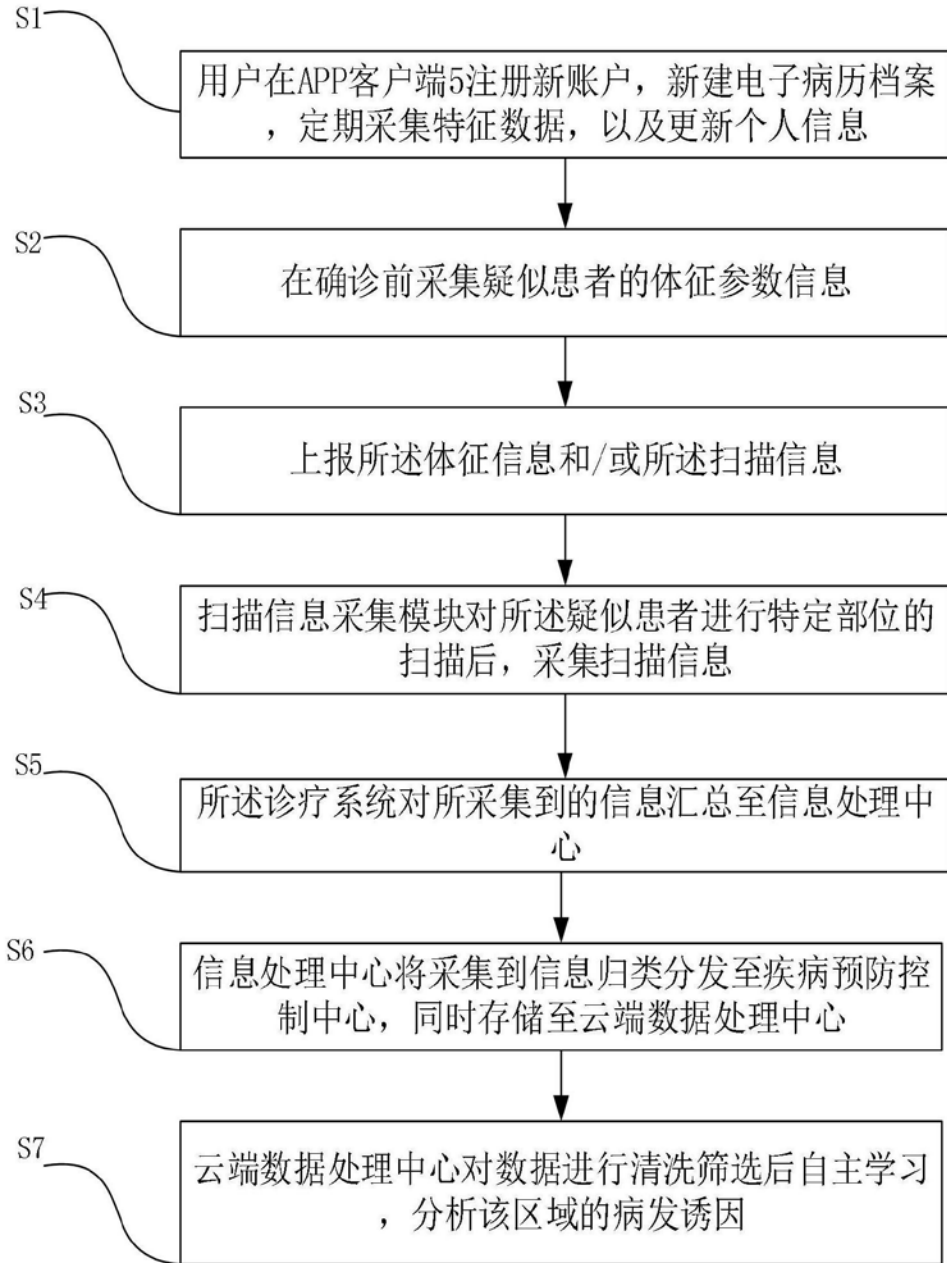 S1
用户在APP客户端5注册新账户，新建电子病历档案
，定期采集特征数据，以及更新个人信息
S2
在确诊前采集疑似患者的体征参数信息
S3
上报所述体征信息和/或所述扫描信息
S4
扫描信息采集模块对所述疑似患者进行特定部位的
扫描后，采集扫描信息
S5
所述诊疗系统对所采集到的信息汇总至信息处理中
心
S6
信息处理中心将采集到信息归类分发至疾病预防控
制中心，同时存储至云端数据处理中心
S7
云端数据处理中心对数据进行清洗筛选后自主学习
，分析该区域的病发诱因